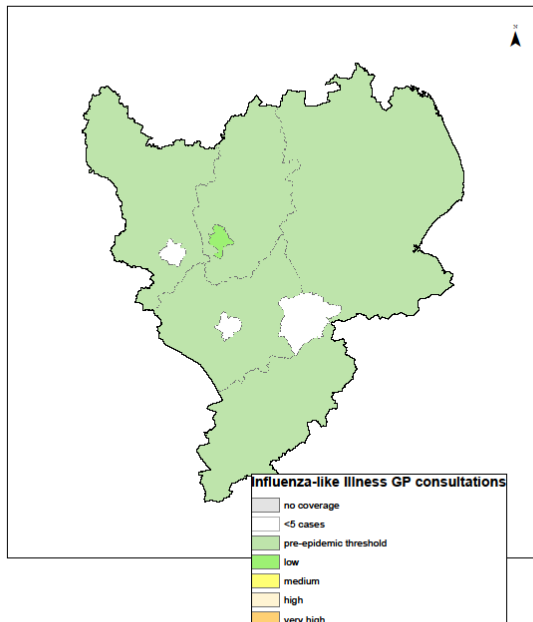 Influenza-like Illness GP consultations
no coverage
<5 cases
pre-epidemic threshold
low
medium
high
very high